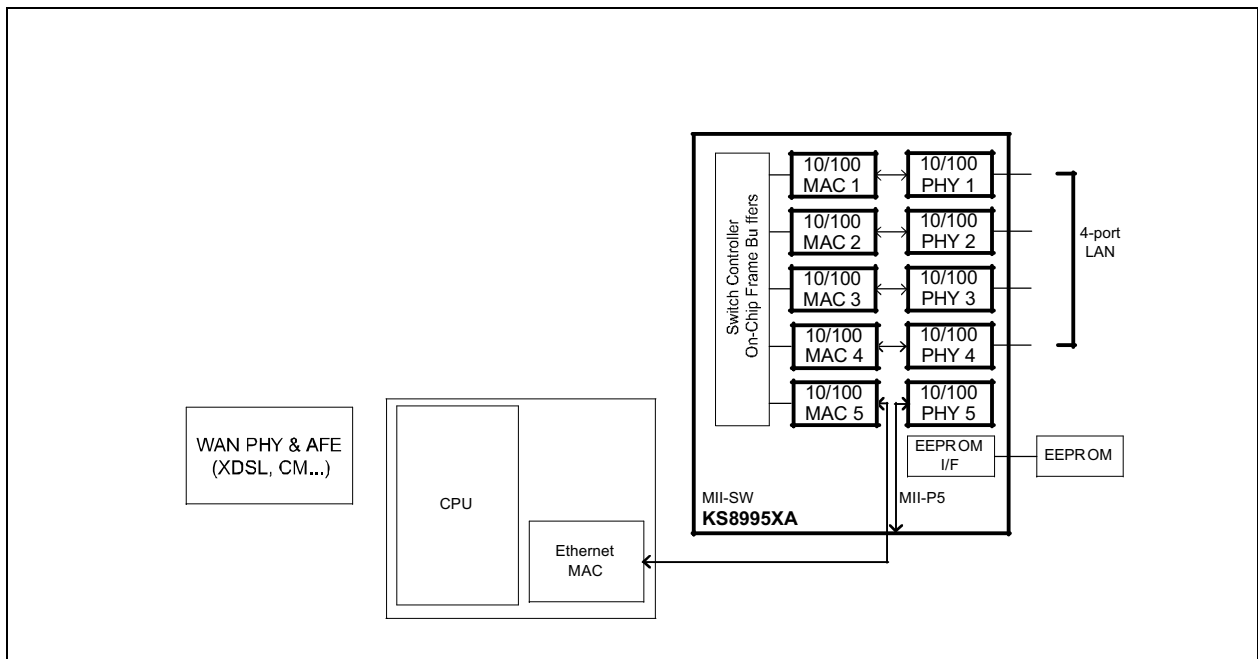 Switch Controller
On-Chip Frame Buffers
10/100
MAC 1
10/100
PHY 1
10/100
MAC 2
10/100
PHY 2
10/100
MAC 3
10/100
PHY 3
10/100
MAC 4
10/100
PHY 4
10/100
MAC 5
10/100
PHY 5
4-port
LAN
EEPROM
I/F
EEPROM
MII-SW
MII-P5
KS8995XA
WAN PHY & AFE
(XDSL, CM...)
CPU
Ethernet
MAC